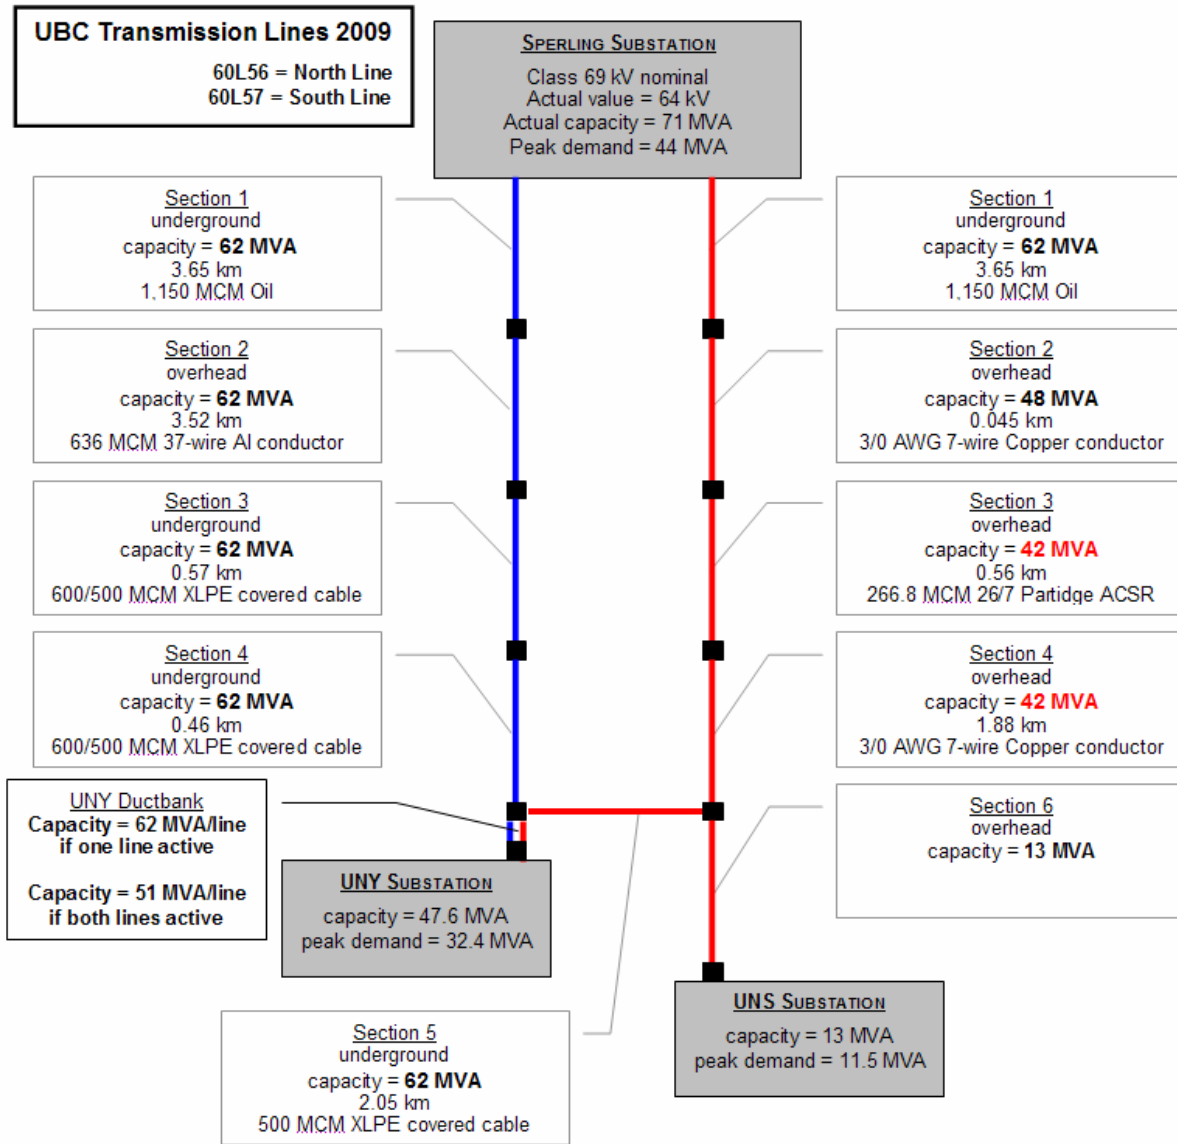 UBC Transmission Lines 2009
60L56 = North Line
60L57 = South Line
SPERLING SUBSTATION
Class 69 kV nominal
Actual value = 64 kV
Actual capacity = 71 MVA
Peak demand = 44 MVA
Section 1
underground
capacity = 62 MVA
3.65 km
1,150 MCM Oil
Section 1
underground
capacity = 62 MVA
3.65 km
1,150 MCM Oil
Section 2
overhead
capacity = 62 MVA
3.52 km
636 MCM 37-wire Al conductor
Section 2
overhead
capacity = 48 MVA
0.045 km
3/0 AWG 7-wire Copper conductor
Section 3
underground
capacity = 62 MVA
0.57 km
600/500 MCM XLPE covered cable
Section 3
overhead
capacity = 42 MVA
0.56 km
266.8 MCM 26/7 Partidge ACSR
Section 4
underground
capacity = 62 MVA
0.46 km
600/500 MCM XLPE covered cable
Section 4
overhead
capacity = 42 MVA
1.88 km
3/0 AWG 7-wire Copper conductor
UNY Ductbank
Capacity = 62 MVA/line
if one line active
Capacity = 51 MVA/line
if both lines active
Section 6
overhead
capacity = 13 MVA
UNY SUBSTATION
capacity = 47.6 MVA
peak demand = 32.4 MVA
UNS SUBSTATION
capacity = 13 MVA
peak demand = 11.5 MVA
Section 5
underground
capacity = 62 MVA
2.05 km
500 MCM XLPE covered cable